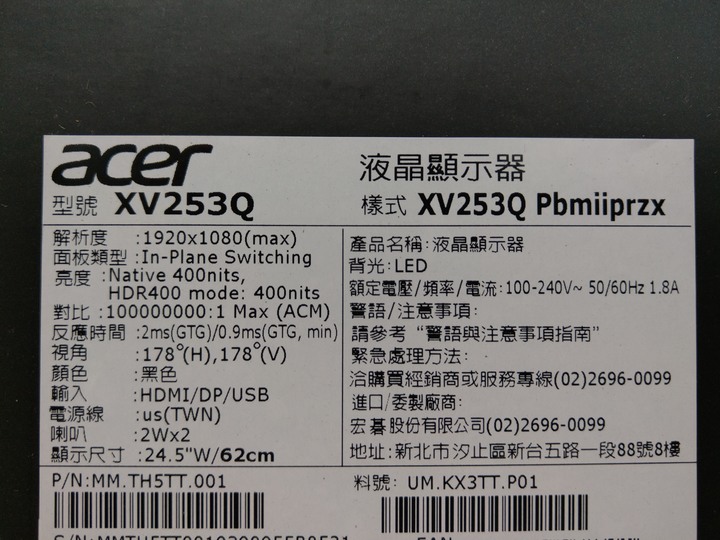 acer
液晶顯示器
型號 XV253Q
樣式 XV253Q Pbmiiprzx
解析度 :1920x1080(max)
面板類型:In-Plane Switching
亮度 :Native 400nits,
HDR400 mode: 400nits
對比 :100000000:1 Max (ACM)
反應時間 :2ms(GTG)/0.9ms(GTG, min)
視角 :178°(H),178°(V)
顏色 :黑色
輸入 :HDMI/DP/USB
電源線 :us(TWN)
喇叭 :2Wx2
顯示尺寸 :24.5"W/62cm
產品名稱:液晶顯示器
背光:LED
額定電壓/頻率/電流:100-240V~ 50/60Hz 1.8A
警語/注意事項:
請參考“警語與注意事項指南”
緊急處理方法:
洽購買經銷商或服務專線(02)2696-0099
進口/委製廠商:
宏碁股份有限公司(02)2696-0099
地址:新北市汐止區新台五路一段88號8樓
P/N:MM.TH5TT.001
料號: UM.KX3TT.P01